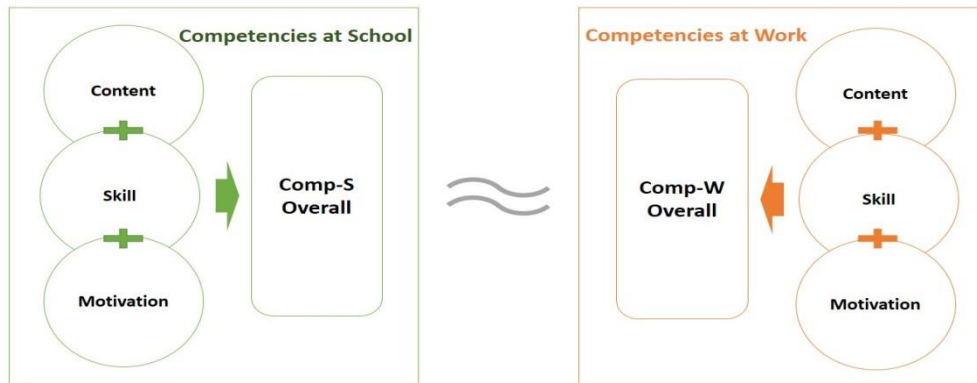 Competencies at School
Content
Skill
Motivation
Comp-S
Overall
Competencies at Work
Comp-W
Overall
Content
Skill
Motivation